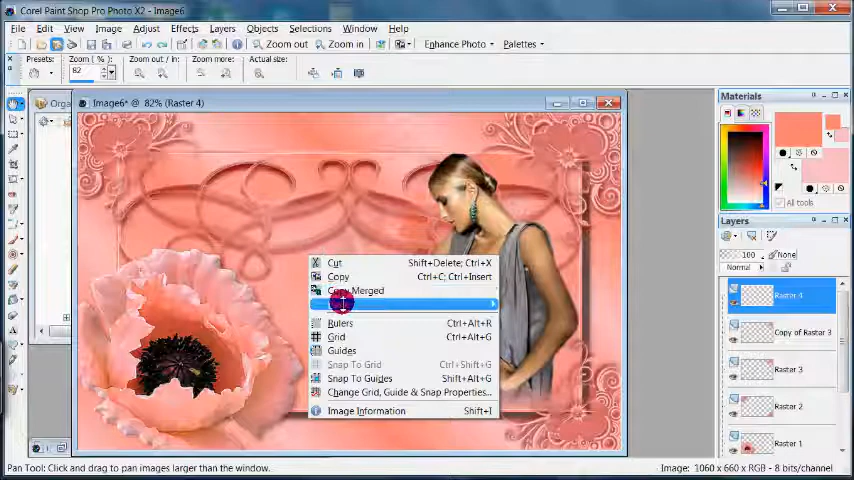 Corel Paint Shop Pro Photo X2 - Image6
File Edit View Image Adjust Effects Layers Objects Selections Window Help
Zoom out Zoom in Enhance Photo Palettes
Presets: Zoom ( % ): Zoom out / in: Zoom more: Actual size:
82
Orga
Image6* @ 82% (Raster 4)
Cut Shift+Delete; Ctrl+X
Copy Ctrl+C; Ctrl+Insert
Copy Merged
Rulers Ctrl+Alt+R
Grid Ctrl+Alt+G
Guides
Snap To Grid Ctrl+Shift+G
Snap To Guides Shift+Alt+G
Change Grid, Guide & Snap Properties...
Image Information Shift+I
Materials
All tools
Layers
100 None
Normal
Raster 4
Copy of Raster 3
Raster 3
Raster 2
Raster 1
Pan Tool: Click and drag to pan images larger than the window.
Image: 1060 x 660 x RGB - 8 bits/channel